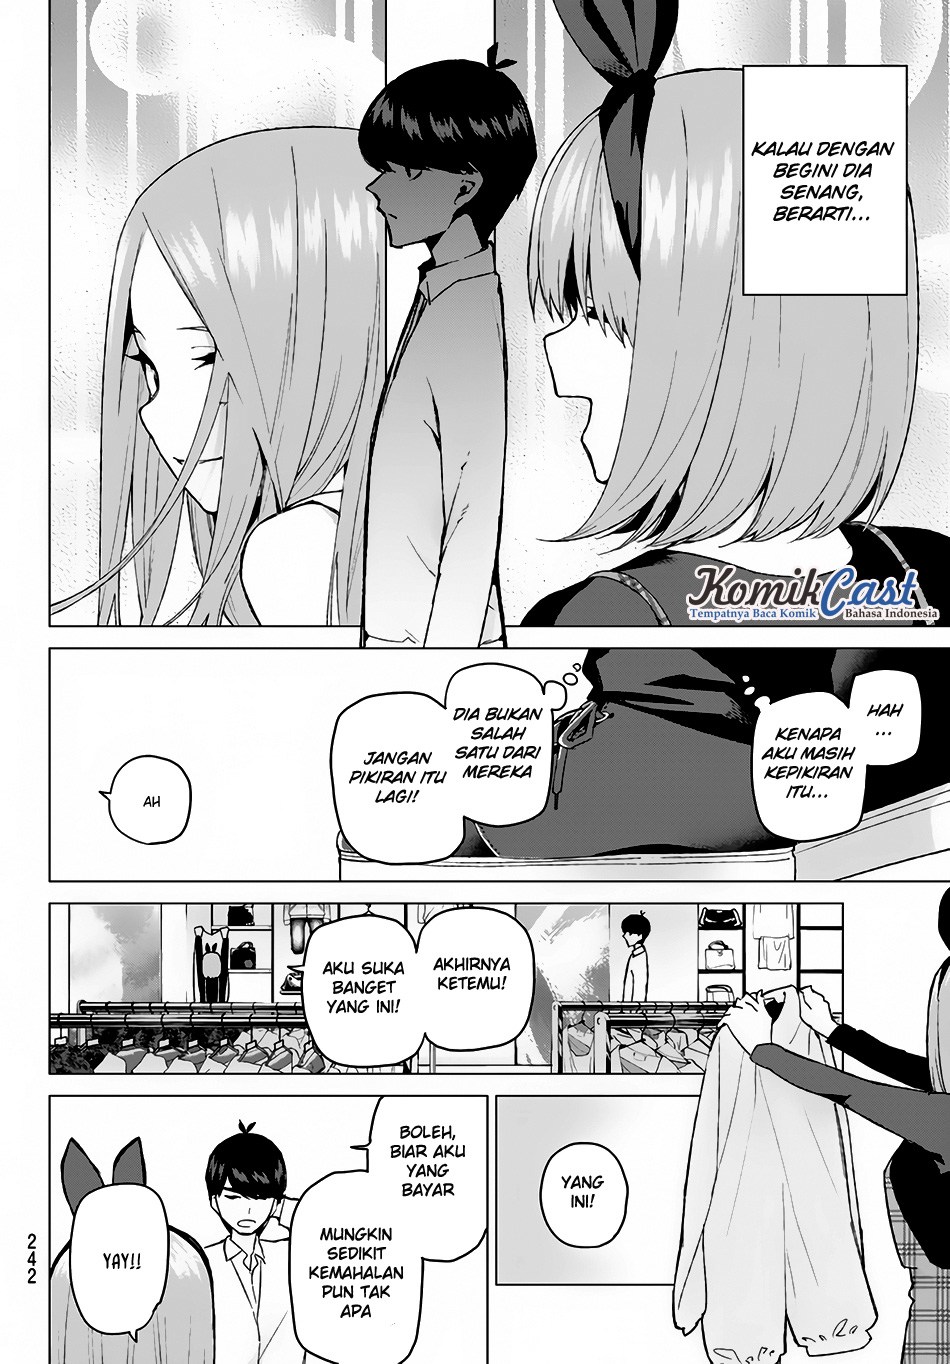 KALAU DENGAN
BEGINI DIA
SENANG,
BERARTI...
KomikCast
Tempatnya Baca Komik Bahasa Indonesia
HAH
...
KENAPA
AKU MASIH
KEPIKIRAN
ITU...
DIA BUKAN
SALAH
SATU DARI
MEREKA
JANGAN
PIKIRAN ITU
LAGI!
AH
AKHIRNYA
KETEMU!
AKU SUKA
BANGET
YANG INI!
YANG
INI!
BOLEH,
BIAR AKU
YANG
BAYAR
MUNGKIN
SEDIKIT
KEMAHALAN
PUN TAK
APA
YAY!!
242